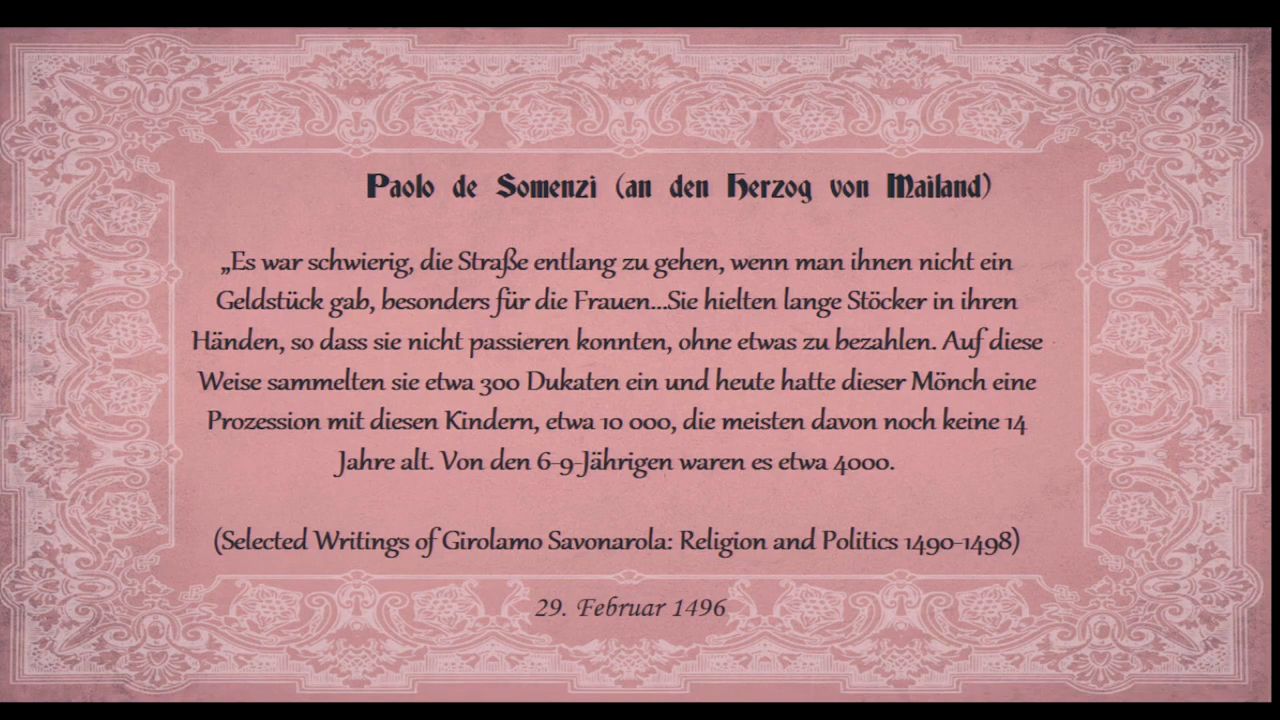 Paolo de Somenzi (an den Herzog von Mailand)
„Es war schwierig, die Straße entlang zu gehen, wenn man ihnen nicht ein
Geldstück gab, besonders für die Frauen...Sie hielten lange Stöcker in ihren
Händen, so dass sie nicht passieren konnten, ohne etwas zu bezahlen. Auf diese
Weise sammelten sie etwa 300 Dukaten ein und heute hatte dieser Mönch eine
Prozession mit diesen Kindern, etwa 10 000, die meisten davon noch keine 14
Jahre alt. Von den 6-9-Jährigen waren es etwa 4000.
(Selected Writings of Girolamo Savonarola: Religion and Politics 1490-1498)
29. Februar 1496